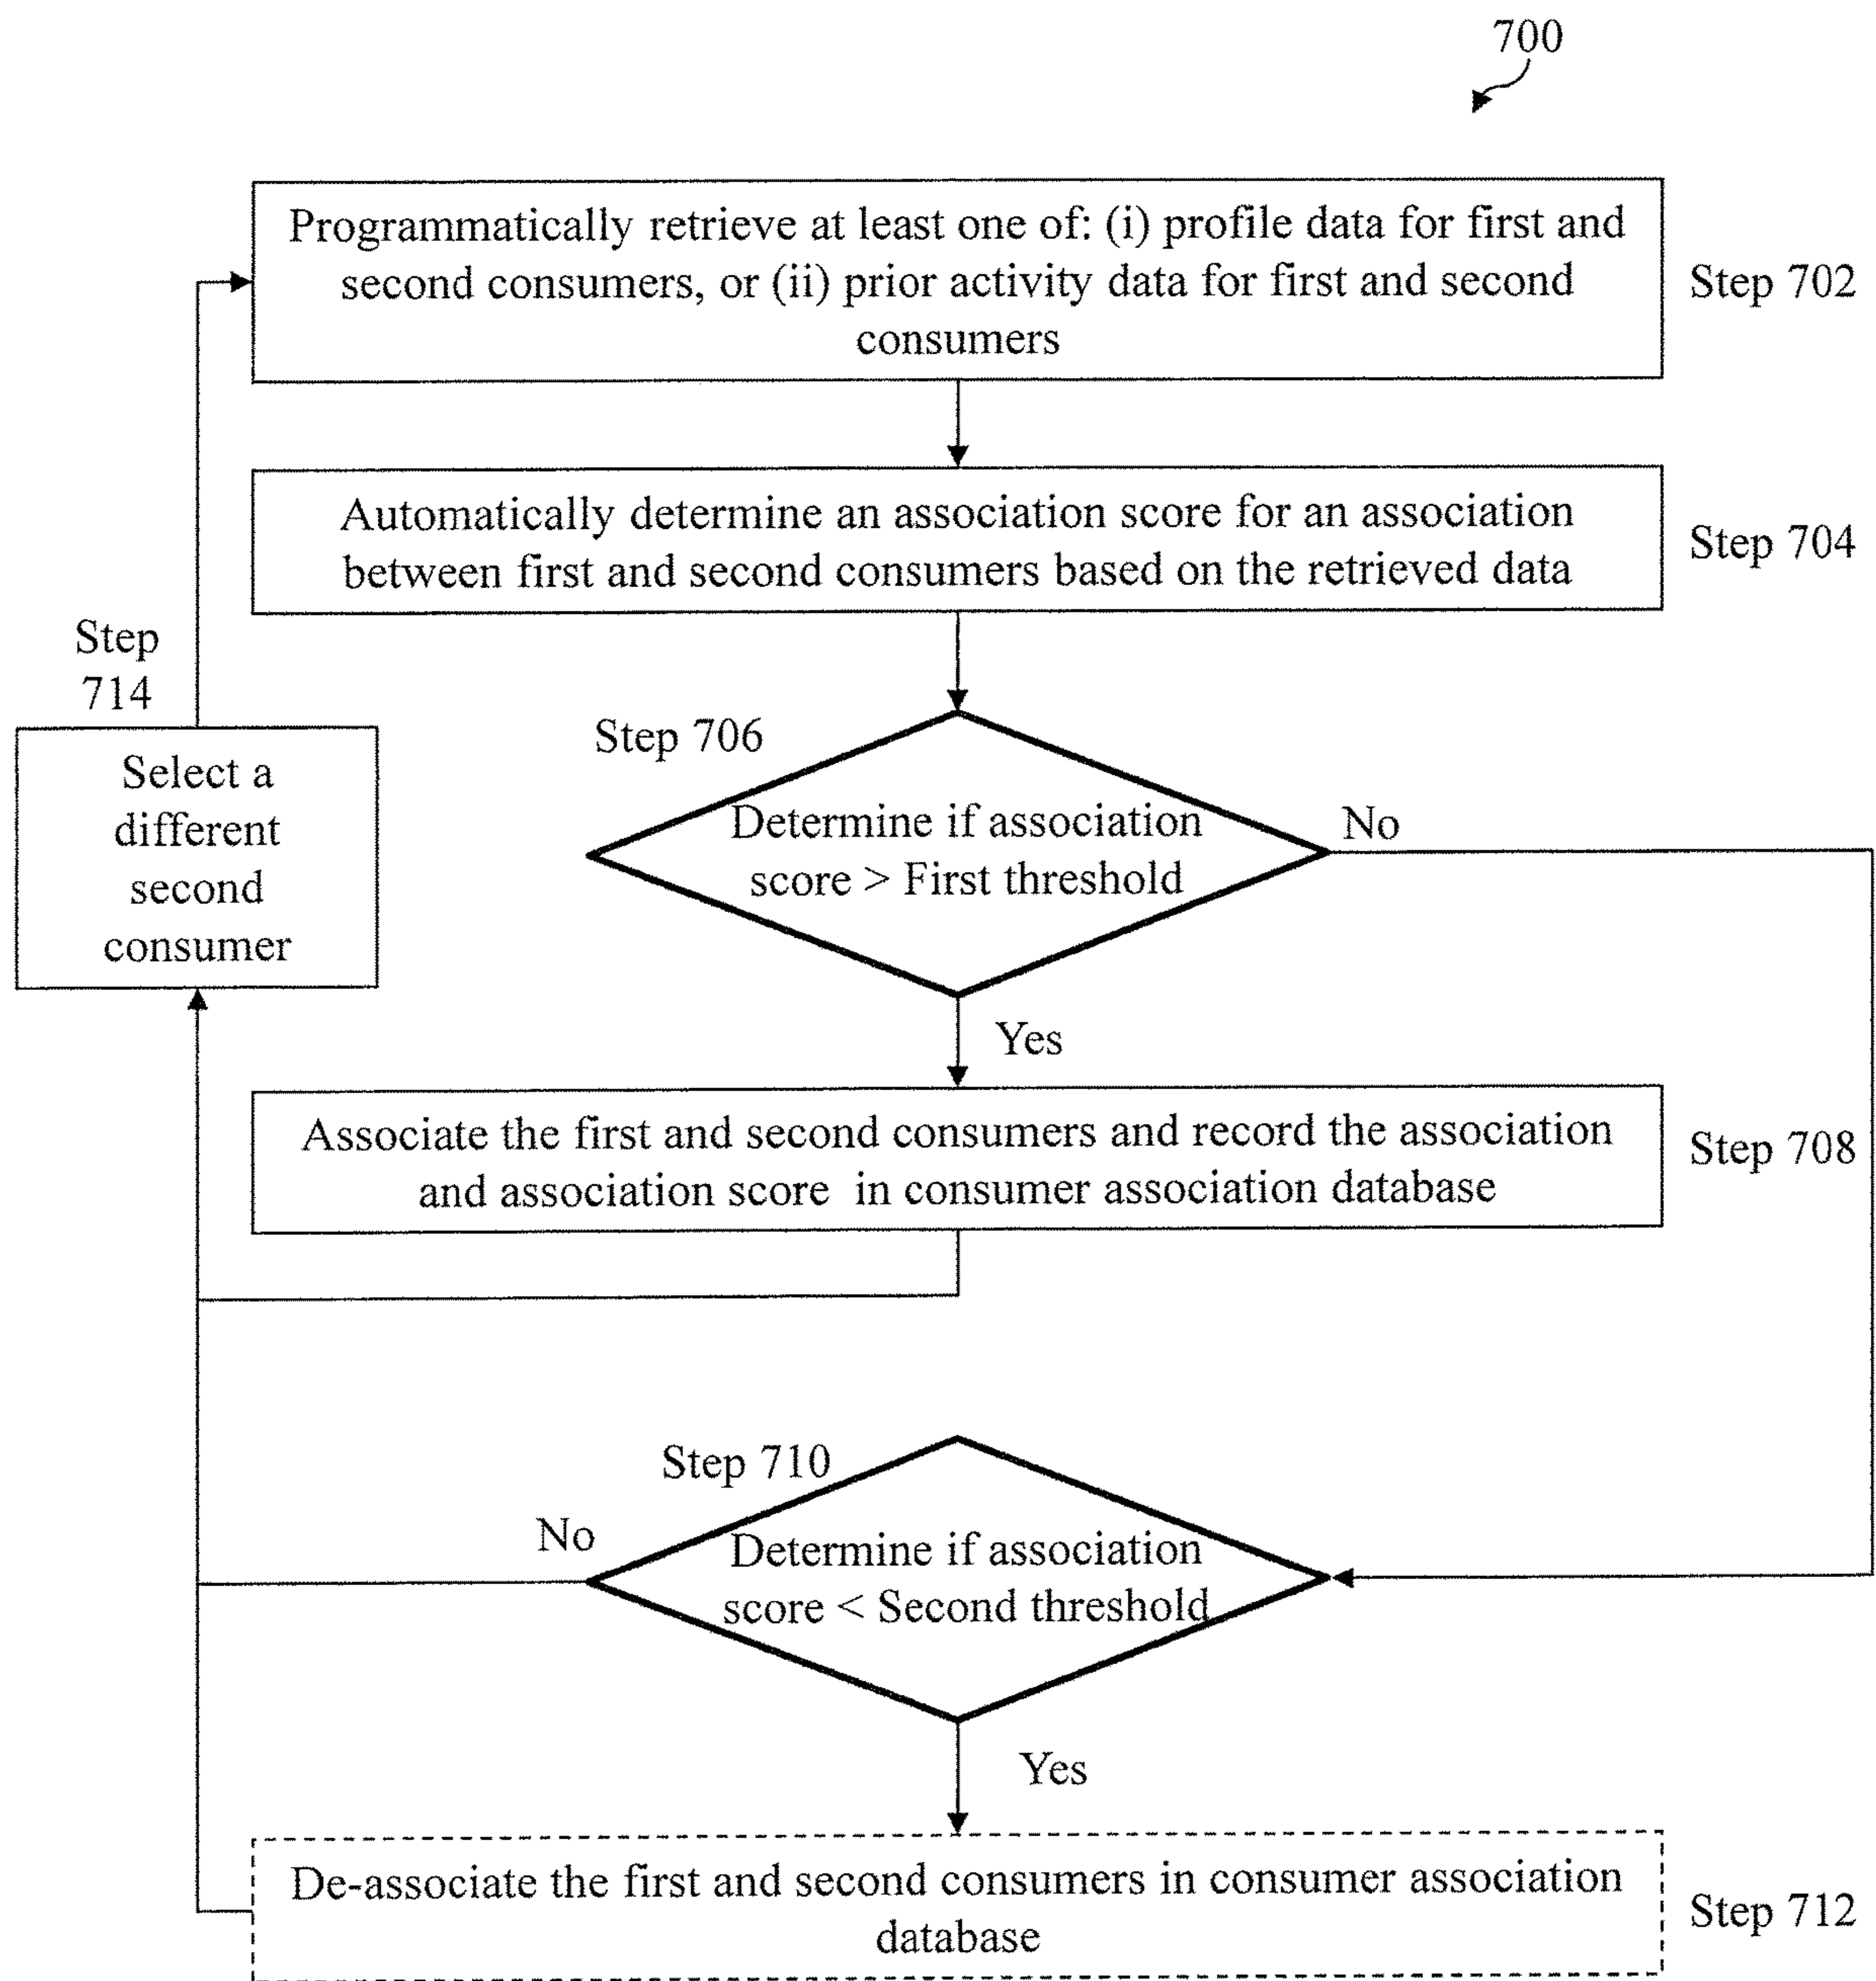 700
Programmatically retrieve at least one of: (i) profile data for first and
second consumers, or (ii) prior activity data for first and second
consumers
Step 702
Automatically determine an association score for an association
between first and second consumers based on the retrieved data
Step 704
Step
714
Select a
different
second
consumer
Step 706
Determine if association
score > First threshold
No
Yes
Associate the first and second consumers and record the association
and association score in consumer association database
Step 708
Step 710
No
Determine if association
score < Second threshold
Yes
De-associate the first and second consumers in consumer association
database
Step 712